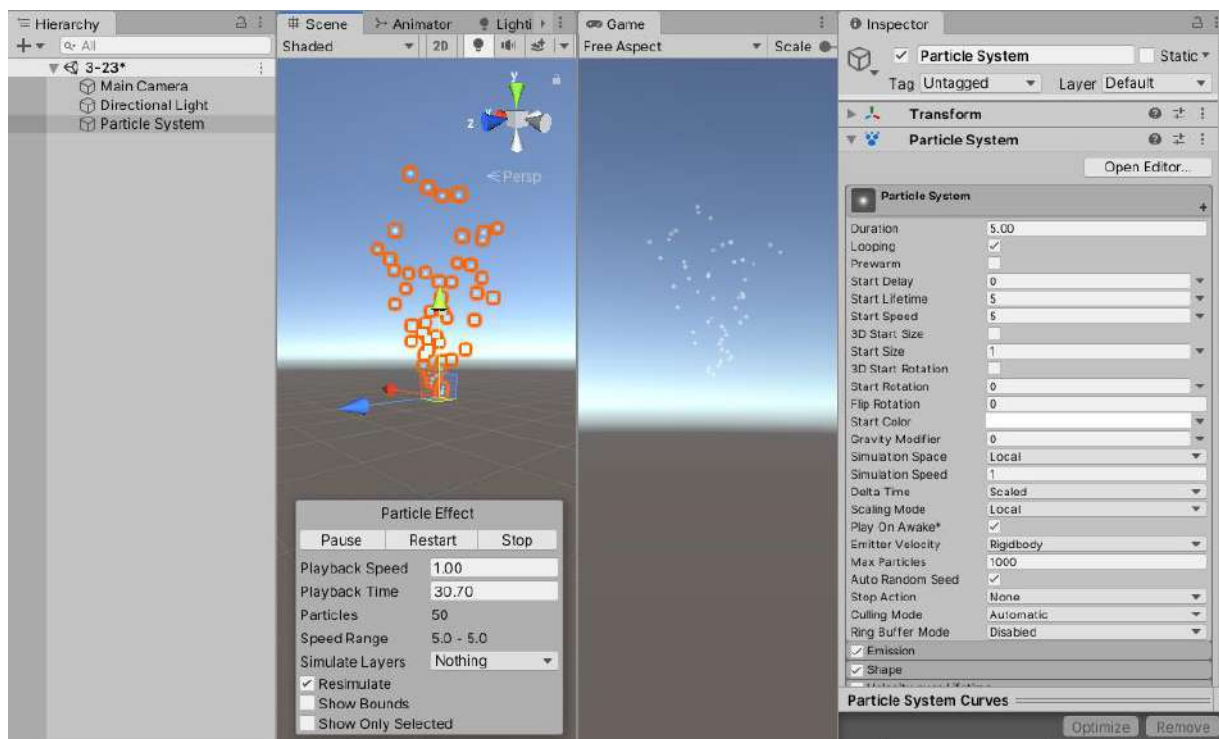 Hierarchy
All
3-23*
Main Camera
Directional Light
Particle System
Scene
Animator
Lighti
Shaded
2D
y
z
Persp
Particle Effect
Pause Restart Stop
Playback Speed 1.00
Playback Time 30.70
Particles 50
Speed Range 5.0 - 5.0
Simulate Layers Nothing
Resimulate
Show Bounds
Show Only Selected
Game
Free Aspect Scale
Inspector
Particle System Static
Tag Untagged Layer Default
Transform
Particle System
Open Editor...
Particle System
Duration 5.00
Looping
Prewarm
Start Delay 0
Start Lifetime 5
Start Speed 5
3D Start Size
Start Size 1
3D Start Rotation
Start Rotation 0
Flip Rotation 0
Start Color
Gravity Modifier 0
Simulation Space Local
Simulation Speed 1
Delta Time Scaled
Scaling Mode Local
Play On Awake*
Emitter Velocity Rigidbody
Max Particles 1000
Auto Random Seed
Stop Action None
Culling Mode Automatic
Ring Buffer Mode Disabled
Emission
Shape
Particle System Curves
Optimize Remove